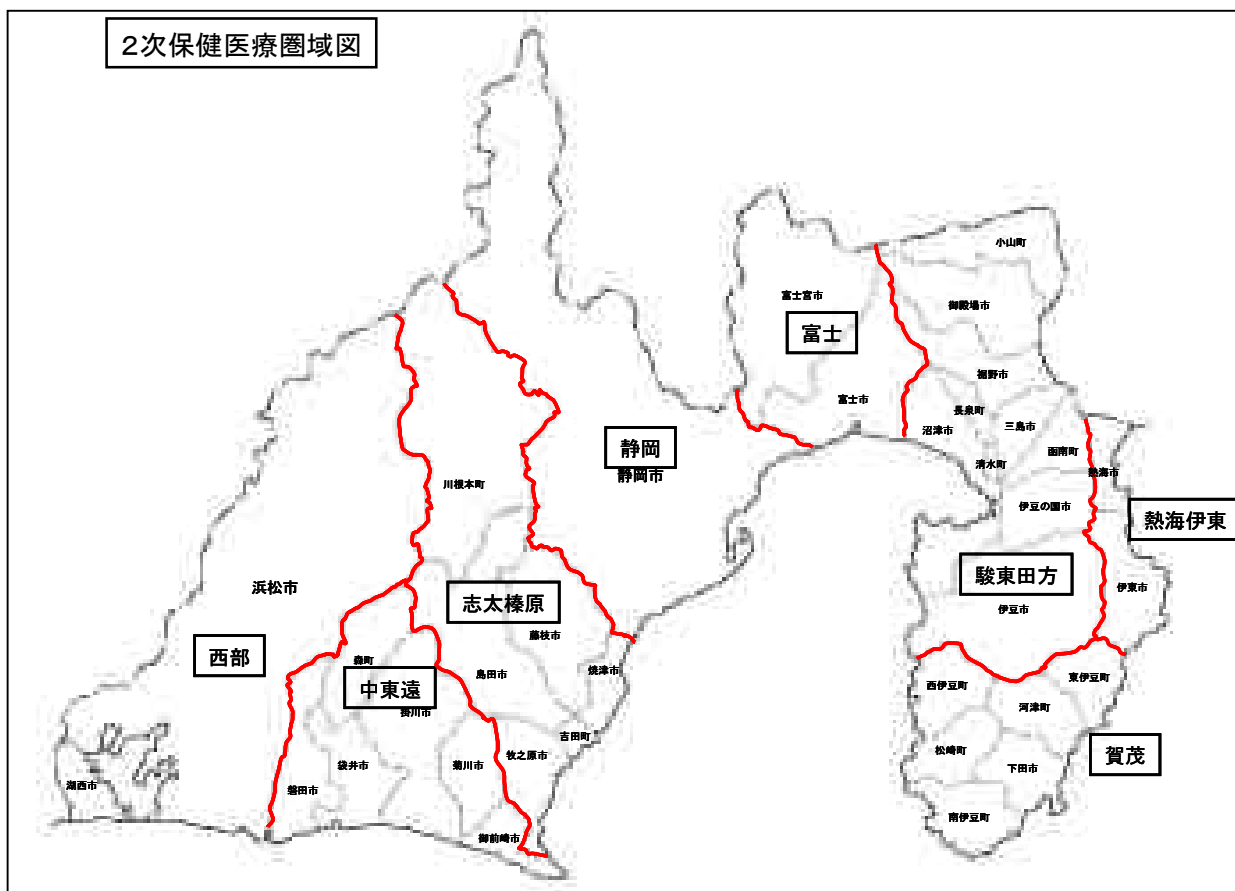 2次保健医療圏域図
小山町
富士宮市
御殿場市
富士
裾野市
富士市
長泉町
沼津市
三島市
静岡
函南町
静岡市
清水町
熱海市
川根本町
伊豆の国市
熱海伊東
駿東田方
浜松市
伊東市
志太榛原
伊豆市
藤枝市
西部
森町
焼津市
島田市
東伊豆町
中東遠
西伊豆町
掛川市
河津町
吉田町
牧之原市
松崎町
賀茂
袋井市
菊川市
下田市
湖西市
磐田市
南伊豆町
御前崎市